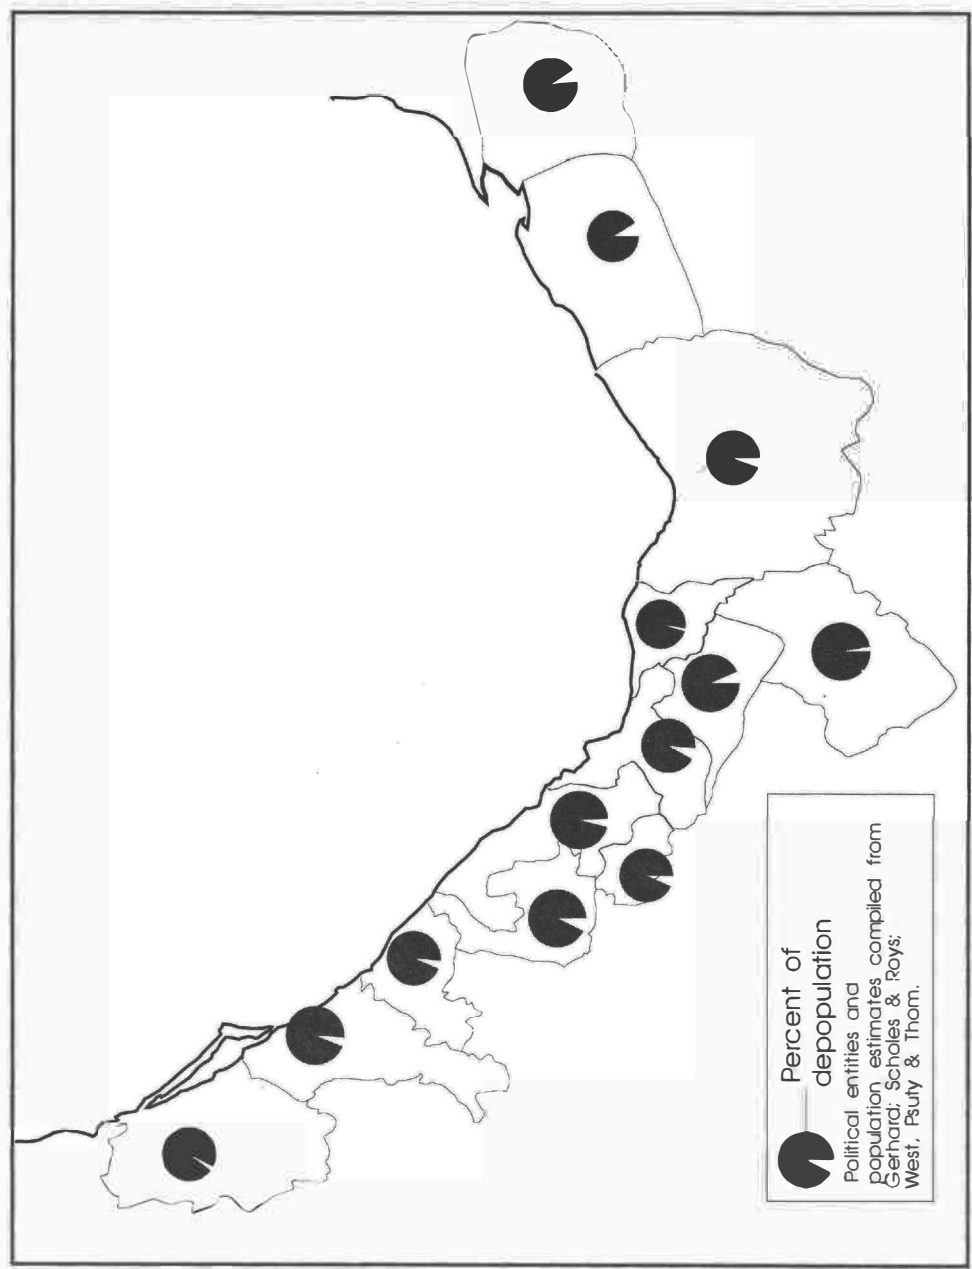 Percent of
depopulation
Political entities and
population estimates compiled from
Gerhard; Scholes & Roys;
West, Psuty & Thom.